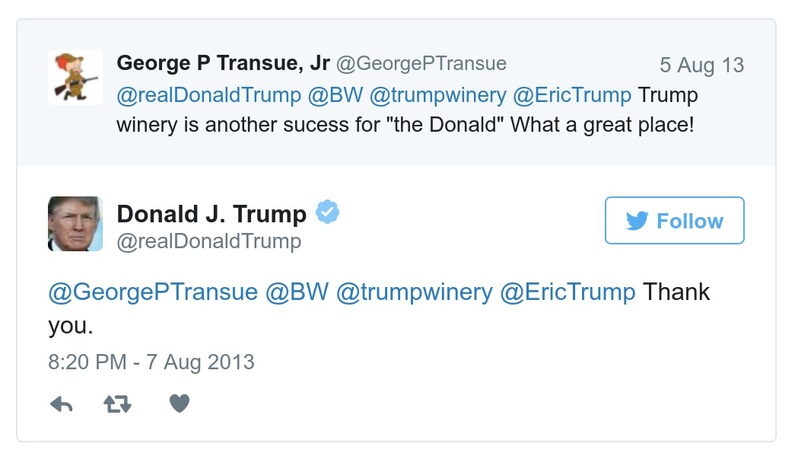 George P Transue, Jr @GeorgePTransue 5 Aug 13
@realDonaldTrump @BW @trumpwinery @EricTrump Trump
winery is another sucess for "the Donald" What a great place!
Donald J. Trump
@realDonaldTrump
Follow
@GeorgePTransue @BW @trumpwinery @EricTrump Thank
you.
8:20 PM - 7 Aug 2013